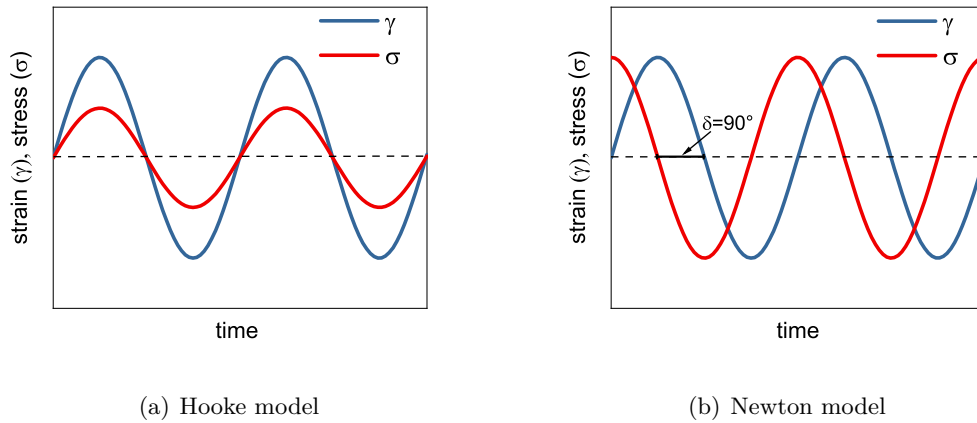 γ
σ
strain (γ), stress (σ)
time
(a) Hooke model
γ
σ
δ=90°
strain (γ), stress (σ)
time
(b) Newton model